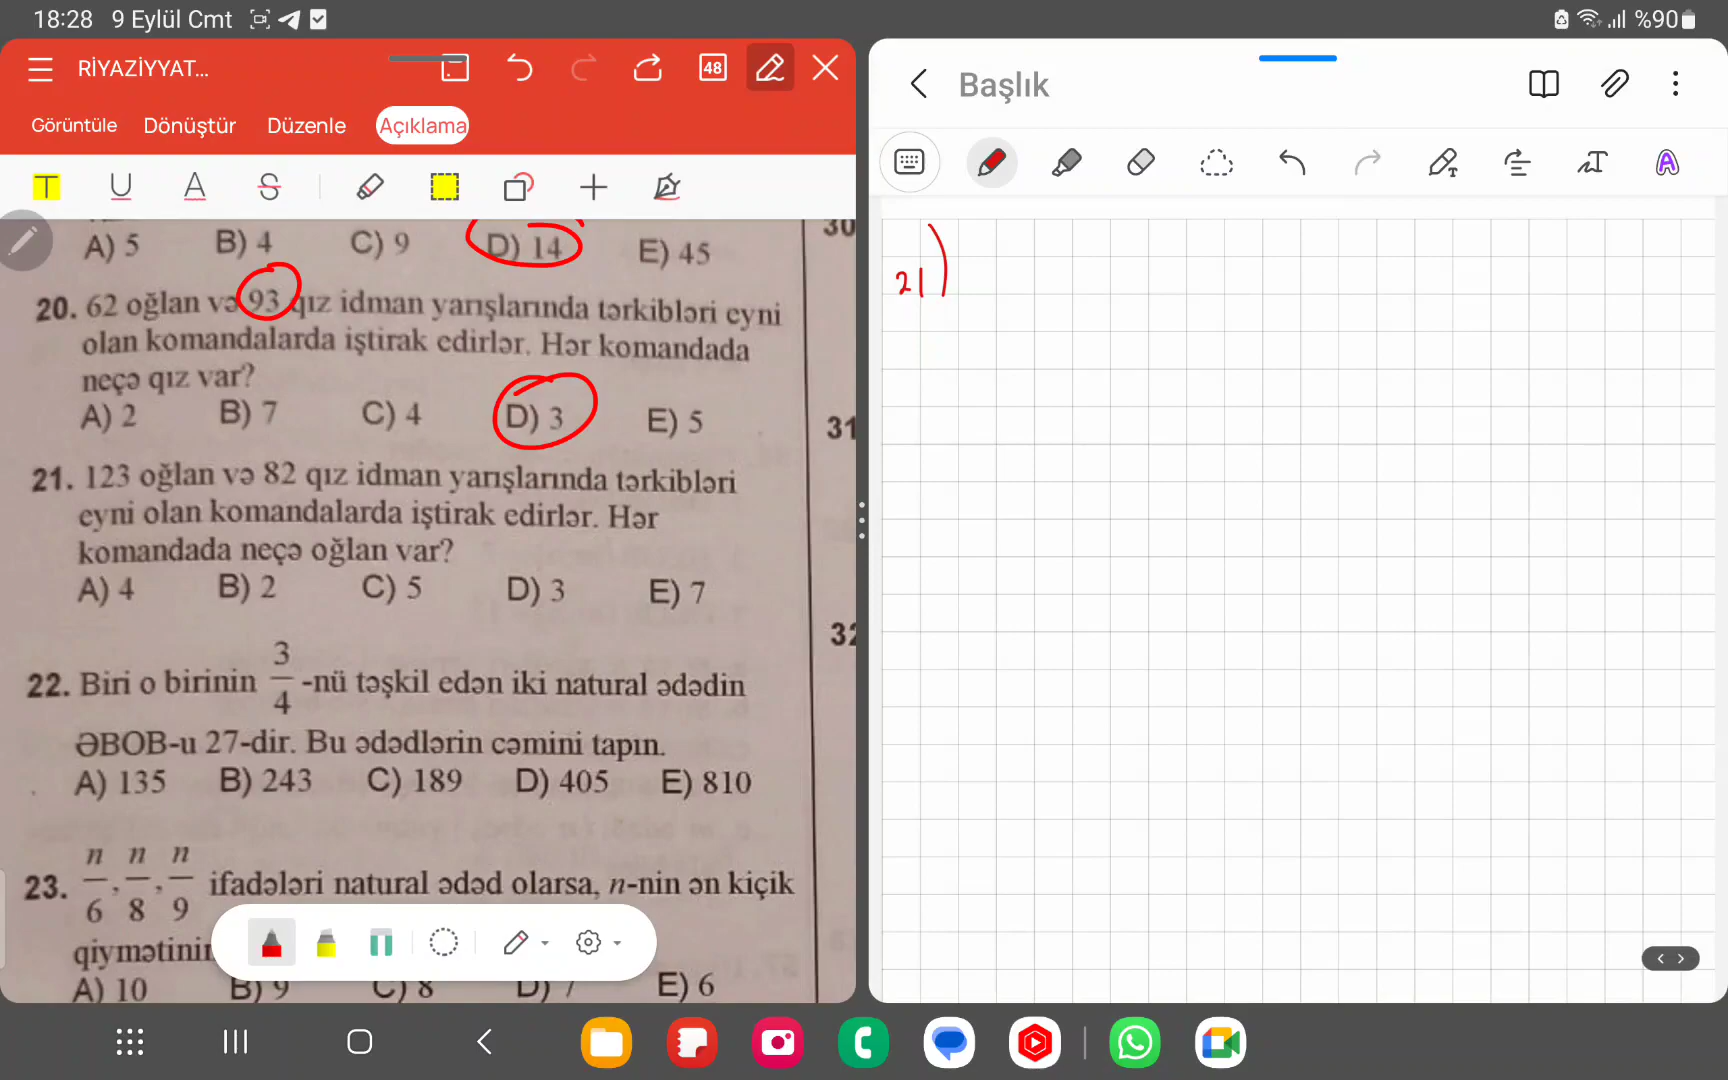 18:28 9 Eylül Cmt %90
RİYAZİYYAT... 48
Görüntüle Dönüştür Düzenle Açıklama
T U A S
A) 5 B) 4 C) 9 D) 14 E) 45
20. 62 oğlan və 93 qız idman yarışlarında tərkibləri eyni
olan komandalarda iştirak edirlər. Hər komandada
neçə qız var?
A) 2 B) 7 C) 4 D) 3 E) 5
21. 123 oğlan və 82 qız idman yarışlarında tərkibləri
eyni olan komandalarda iştirak edirlər. Hər
komandada neçə oğlan var?
A) 4 B) 2 C) 5 D) 3 E) 7
22. Biri o birinin 3/4 -nü təşkil edən iki natural ədədin
ƏBOB-u 27-dir. Bu ədədlərin cəmini tapın.
A) 135 B) 243 C) 189 D) 405 E) 810
23. n/6, n/8, n/9 ifadələri natural ədəd olarsa, n-nin ən kiçik
A) 10 B) 9 C) 8 D) 7 E) 6
30
31
32
Başlık
21)